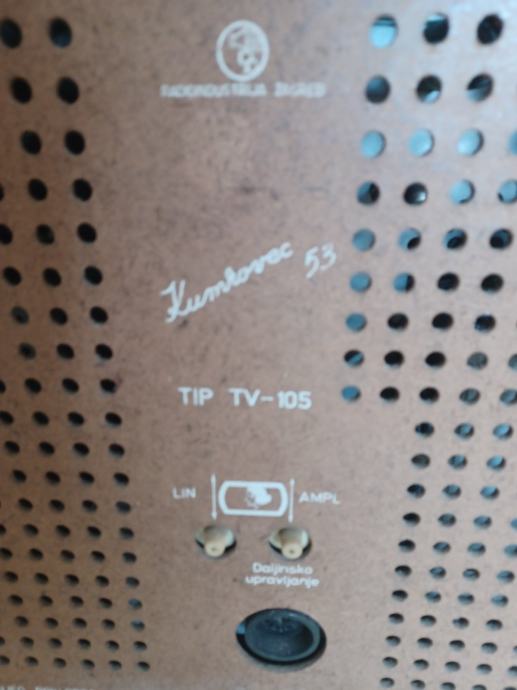 RADIOINDUSTRIJA ZAGREB
Kumrovec 53
TIP TV-105
LIN
AMPL
Daljinsko
upravljanje